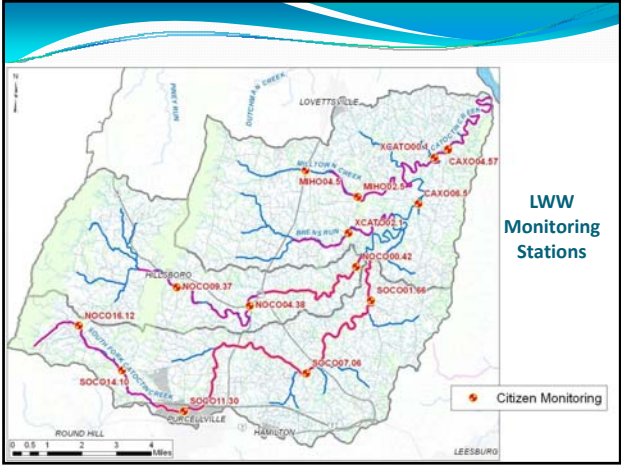 N
PINEY RUN
DUTCHMAN CREEK
LOVETTSVILLE
CATOCTIN CREEK
XCATO00.1
CAXO04.57
MILLTOWN CREEK
MIHO04.5
MIHO02.5
CAXO06.5
XCATO02.1
BRENS RUN
NOCO00.42
HILLSBORO
NOCO09.37
SOCO01.66
NOCO04.38
NOCO16.12
SOUTH FORK CATOCTIN CREEK
SOCO14.10
SOCO07.06
SOCO11.30
PURCELLVILLE
ROUND HILL
HAMILTON
LEESBURG
0 0.5 1 2 3 4
Miles
LWW
Monitoring
Stations
Citizen Monitoring